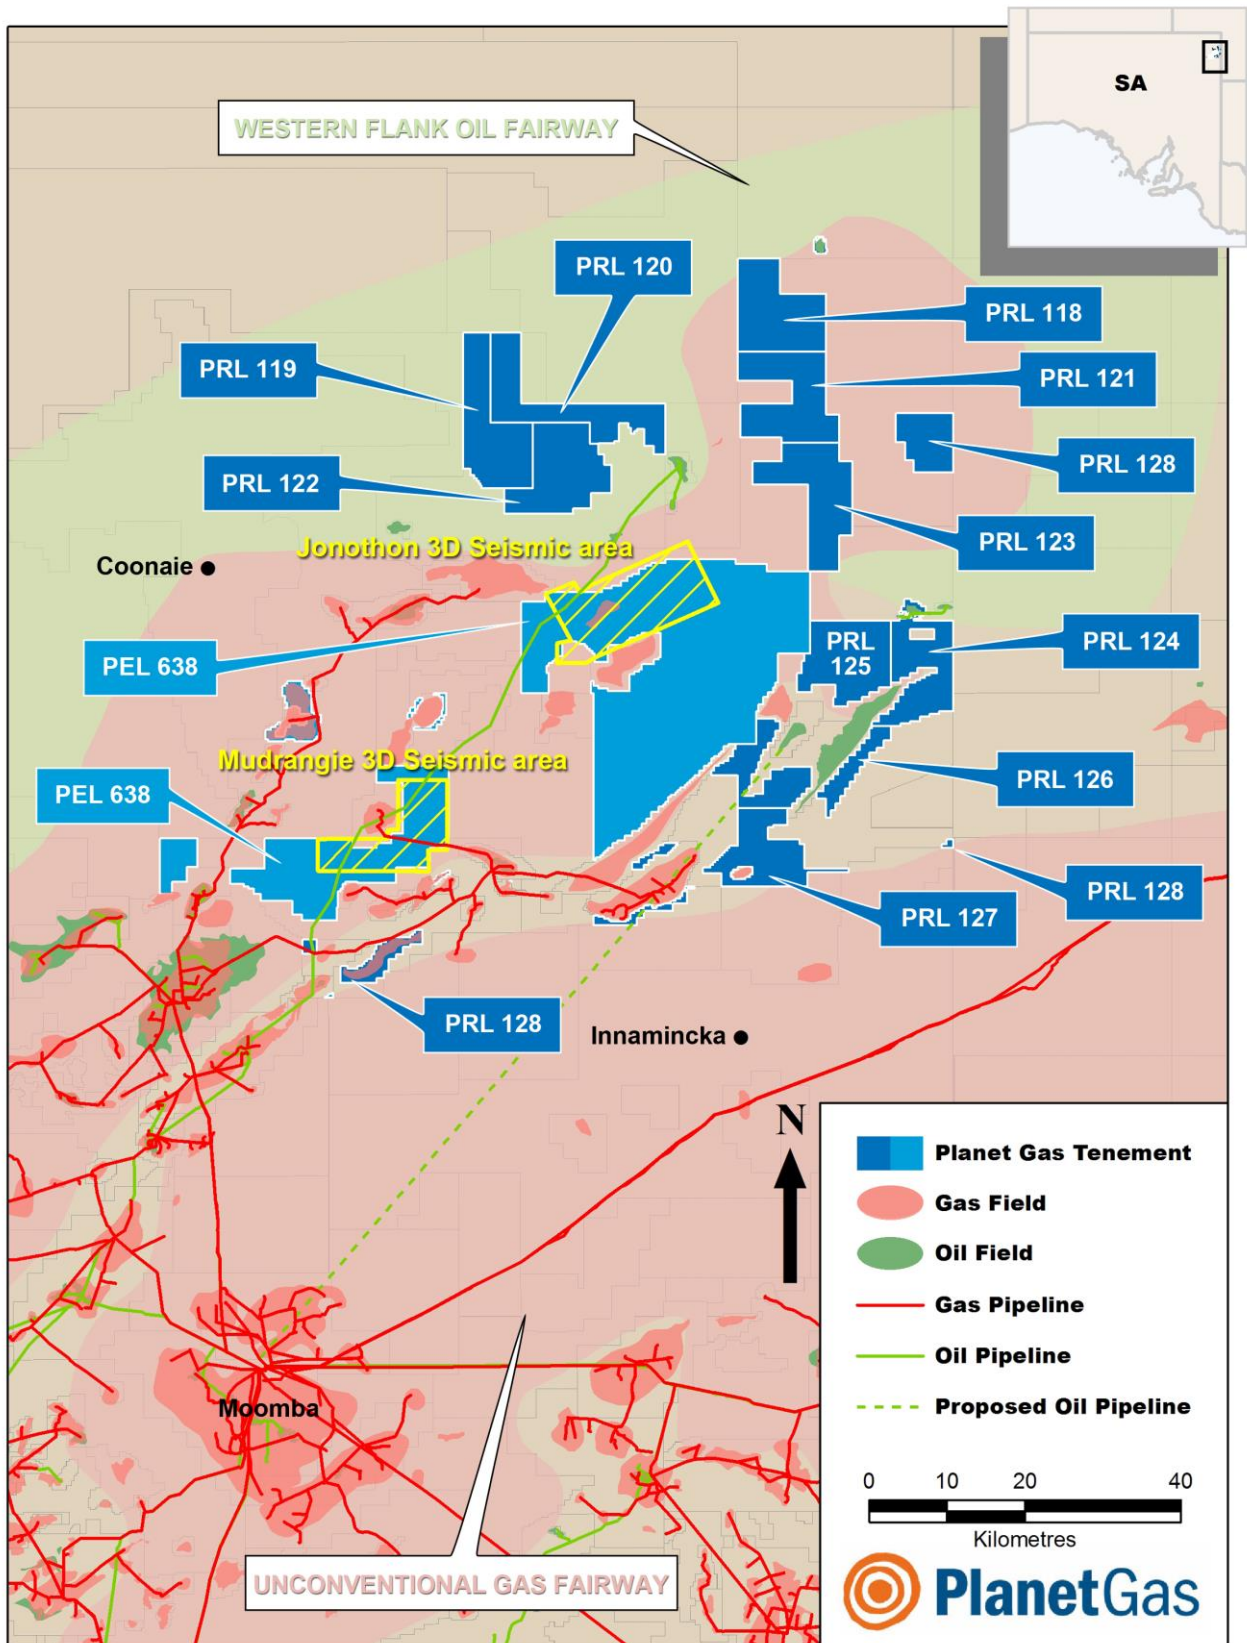 SA
WESTERN FLANK OIL FAIRWAY
PRL 120
PRL 118
PRL 119
PRL 121
PRL 128
PRL 122
PRL 123
Jonothon 3D Seismic area
Coonaie
PRL
125
PRL 124
PEL 638
Mudrangie 3D Seismic area
PRL 126
PEL 638
PRL 128
PRL 127
PRL 128
Innamincka
N
Planet Gas Tenement
Gas Field
Oil Field
Gas Pipeline
Oil Pipeline
Proposed Oil Pipeline
Moomba
0 10 20 40
Kilometres
UNCONVENTIONAL GAS FAIRWAY
PlanetGas